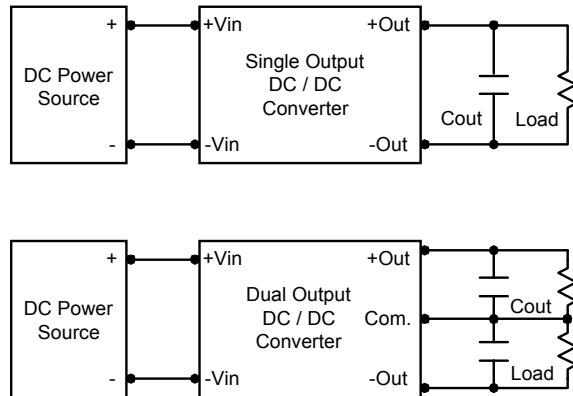 +
+Vin
+Out
DC Power
Source
Single Output
DC / DC
Converter
Cout
Load
-
-Vin
-Out
+
+Vin
+Out
DC Power
Source
Dual Output
DC / DC
Converter
Com.
Cout
Load
-
-Vin
-Out